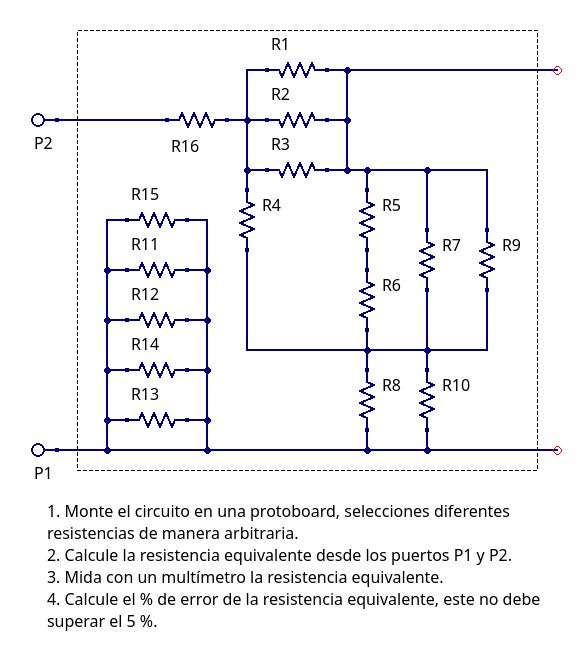 R1
R2
P2
R16
R3
R15
R4
R5
R11
R7
R9
R12
R6
R14
R13
R8
R10
P1
1. Monte el circuito en una protoboard, selecciones diferentes
resistencias de manera arbitraria.
2. Calcule la resistencia equivalente desde los puertos P1 y P2.
3. Mida con un multímetro la resistencia equivalente.
4. Calcule el % de error de la resistencia equivalente, este no debe
superar el 5 %.